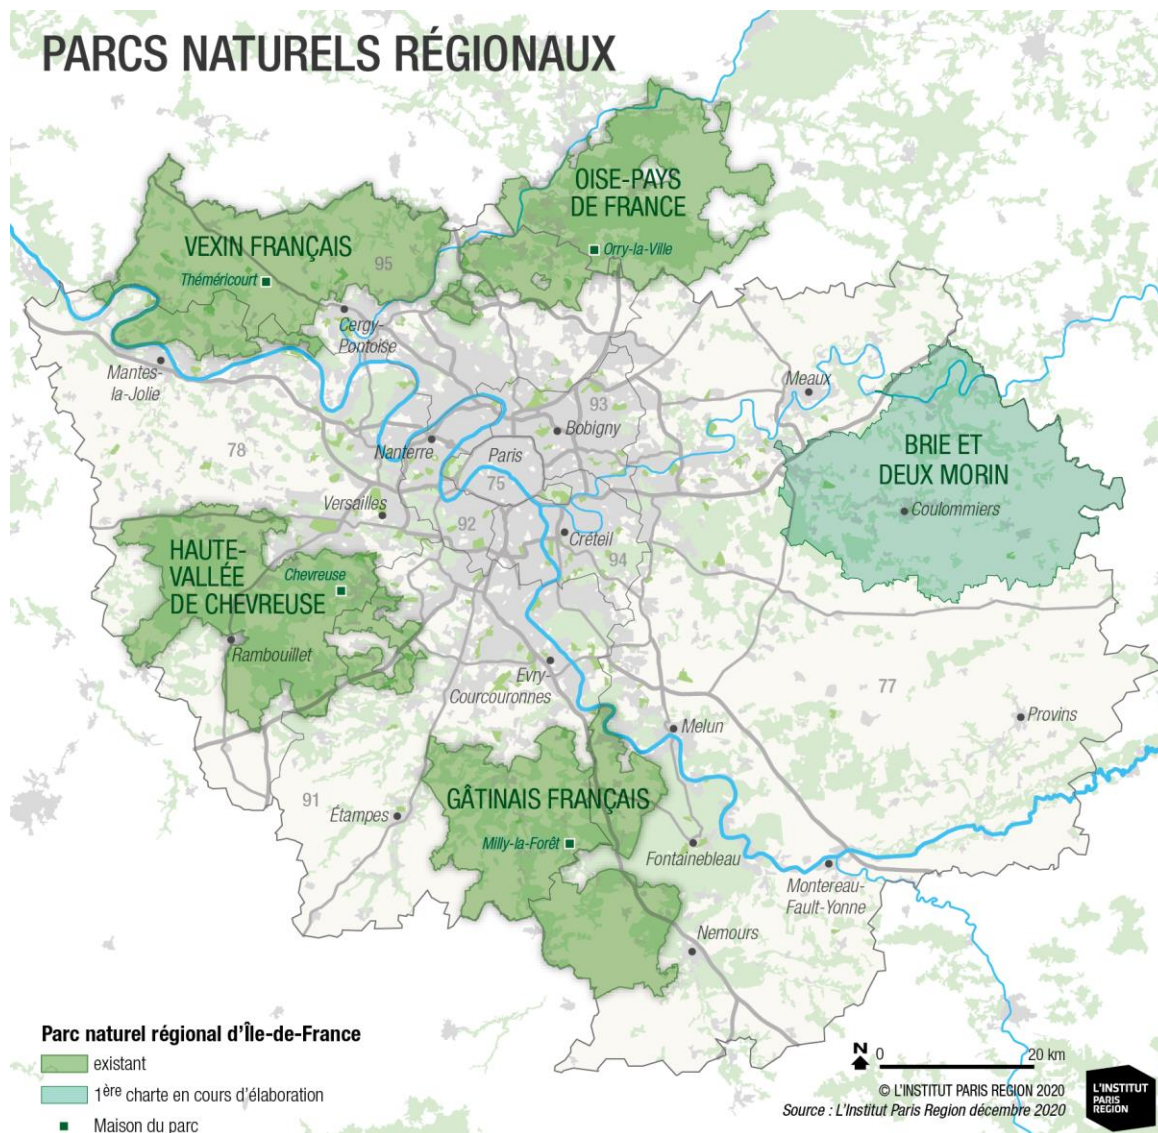 PARCS NATURELS RÉGIONAUX
OISE-PAYS
DE FRANCE
Orry-la-Ville
VEXIN FRANÇAIS
95
Théméricourt
Cergy-
Pontoise
Mantes-
la-Jolie
Meaux
93
Bobigny
BRIE ET
DEUX MORIN
Coulommiers
78
Nanterre
Paris
75
Versailles
92
Créteil
94
HAUTE-
VALLÉE
DE CHEVREUSE
Chevreuse
Rambouillet
Evry-
Courcouronnes
77
Provins
Melun
91
Étampes
GÂTINAIS FRANÇAIS
Milly-la-Forêt
Fontainebleau
Montereau-
Fault-Yonne
Nemours
Parc naturel régional d'Île-de-France
existant
1ère charte en cours d'élaboration
Maison du parc
N 0 20 km
© L'INSTITUT PARIS REGION 2020
Source : L'Institut Paris Region décembre 2020
L'INSTITUT
PARIS
REGION